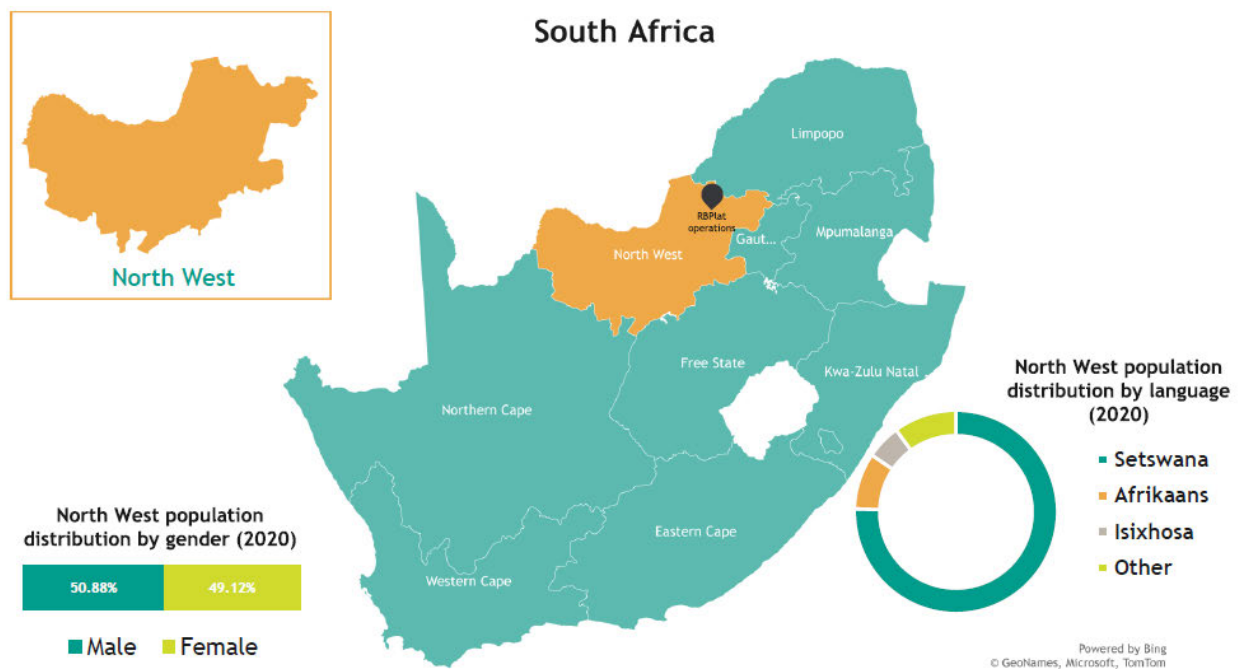 South Africa
North West
Limpopo
RBPlat
operations
North West
Gaut...
Mpumalanga
Free State
Kwa-Zulu Natal
Northern Cape
Eastern Cape
Western Cape
North West population
distribution by language
(2020)
Setswana
Afrikaans
Isixhosa
Other
North West population
distribution by gender (2020)
50.88%
49.12%
Male
Female
Powered by Bing
© GeoNames, Microsoft, TomTom